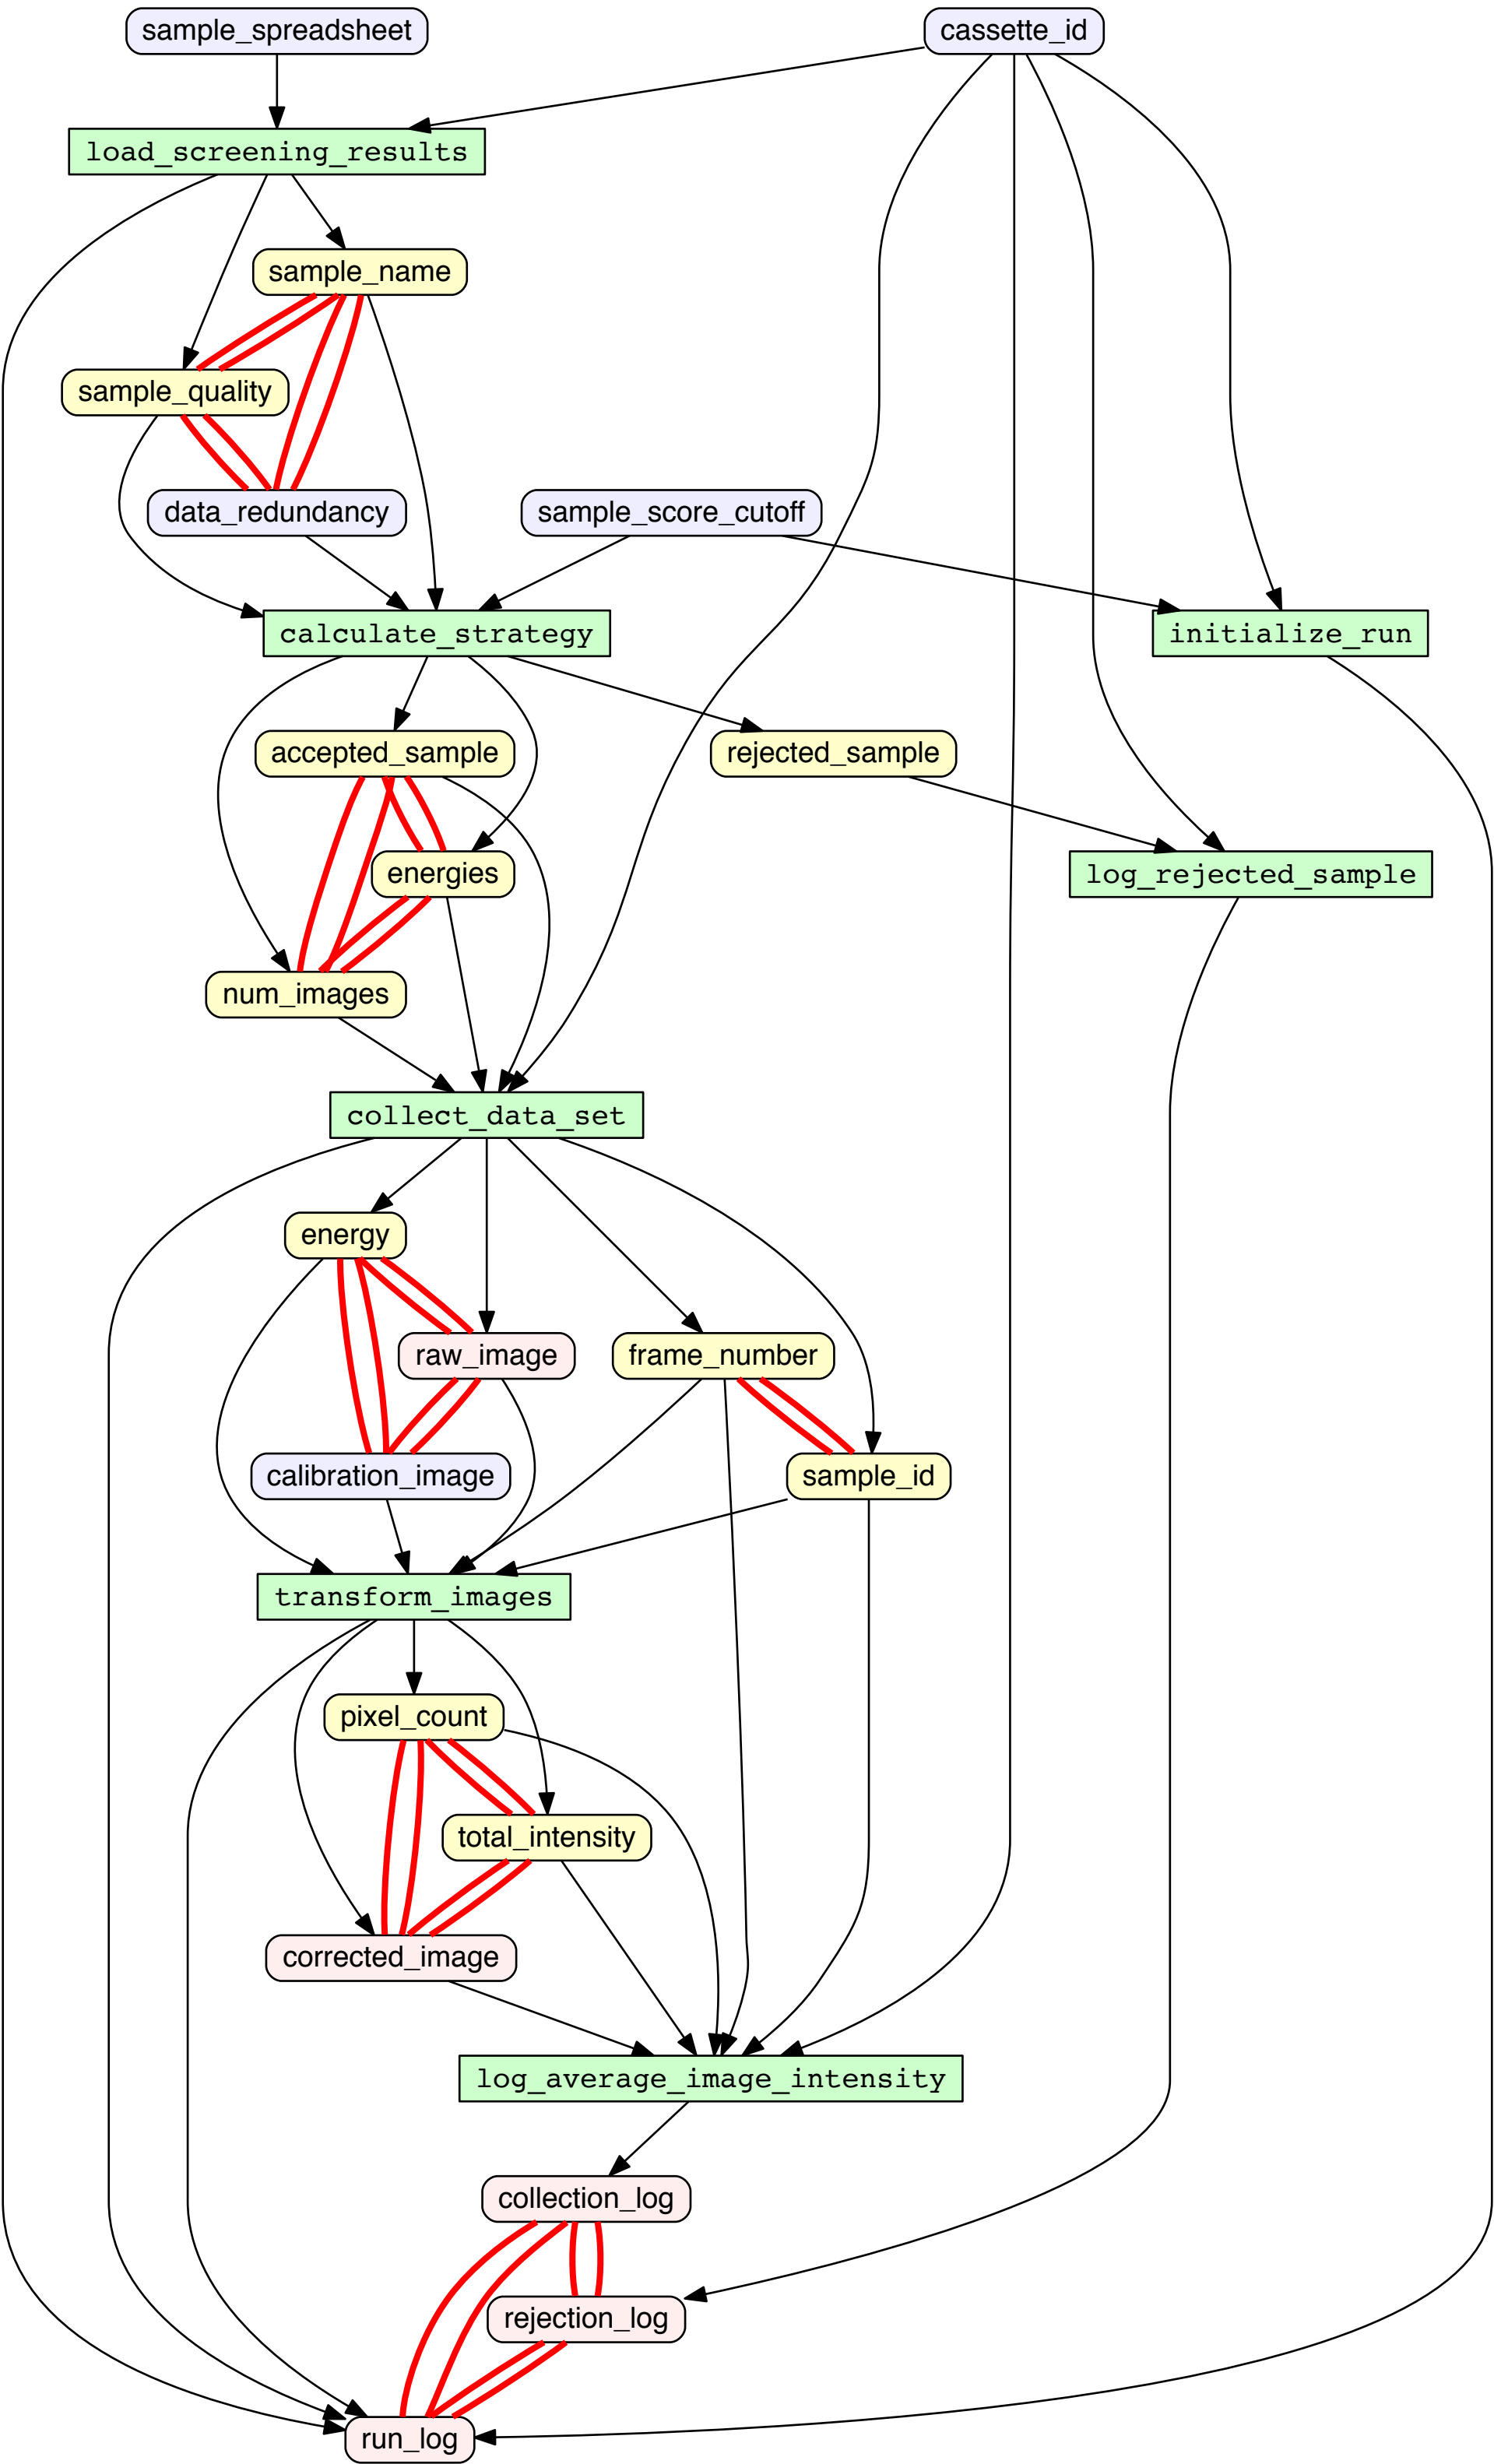 sample_spreadsheet
cassette_id
load_screening_results
sample_name
sample_quality
data_redundancy
sample_score_cutoff
calculate_strategy
initialize_run
accepted_sample
rejected_sample
energies
log_rejected_sample
num_images
collect_data_set
energy
raw_image
frame_number
calibration_image
sample_id
transform_images
pixel_count
total_intensity
corrected_image
log_average_image_intensity
collection_log
rejection_log
run_log